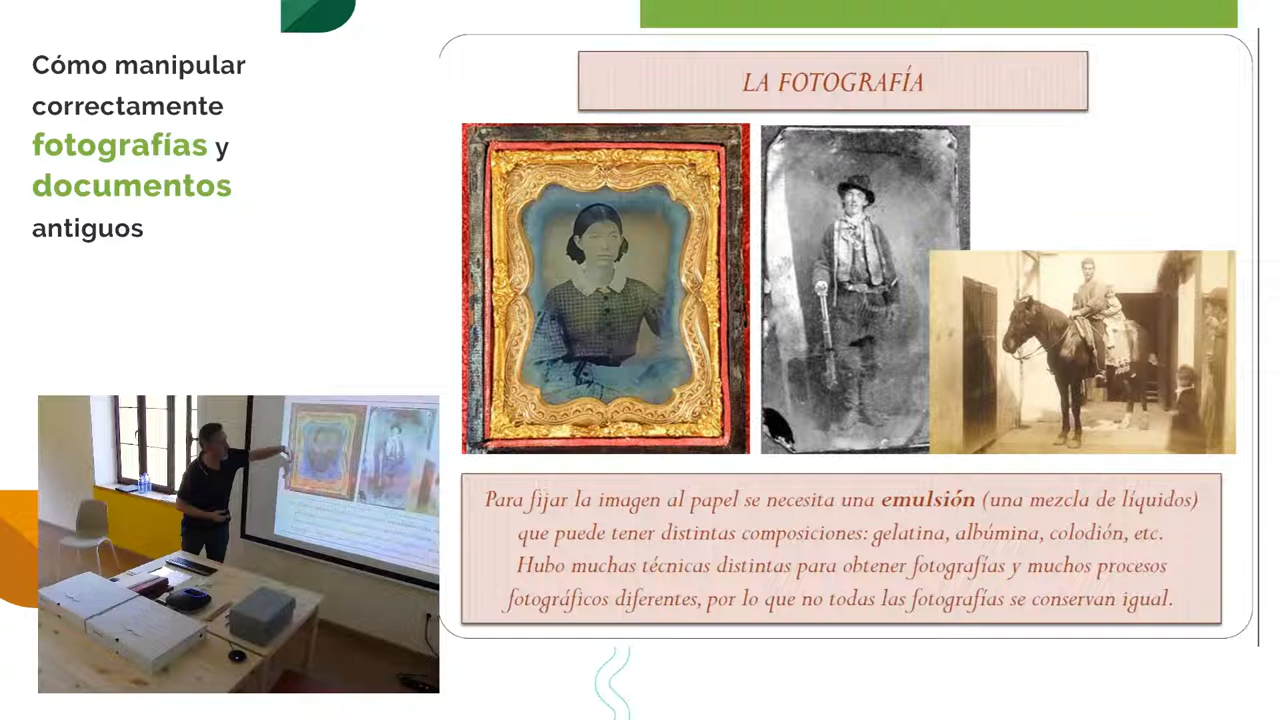 Cómo manipular
correctamente
fotografías y
documentos
antiguos
LA FOTOGRAFÍA
Para fijar la imagen al papel se necesita una emulsión (una mezcla de líquidos)
que puede tener distintas composiciones: gelatina, albúmina, colodión, etc.
Hubo muchas técnicas distintas para obtener fotografías y muchos procesos
fotográficos diferentes, por lo que no todas las fotografías se conservan igual.